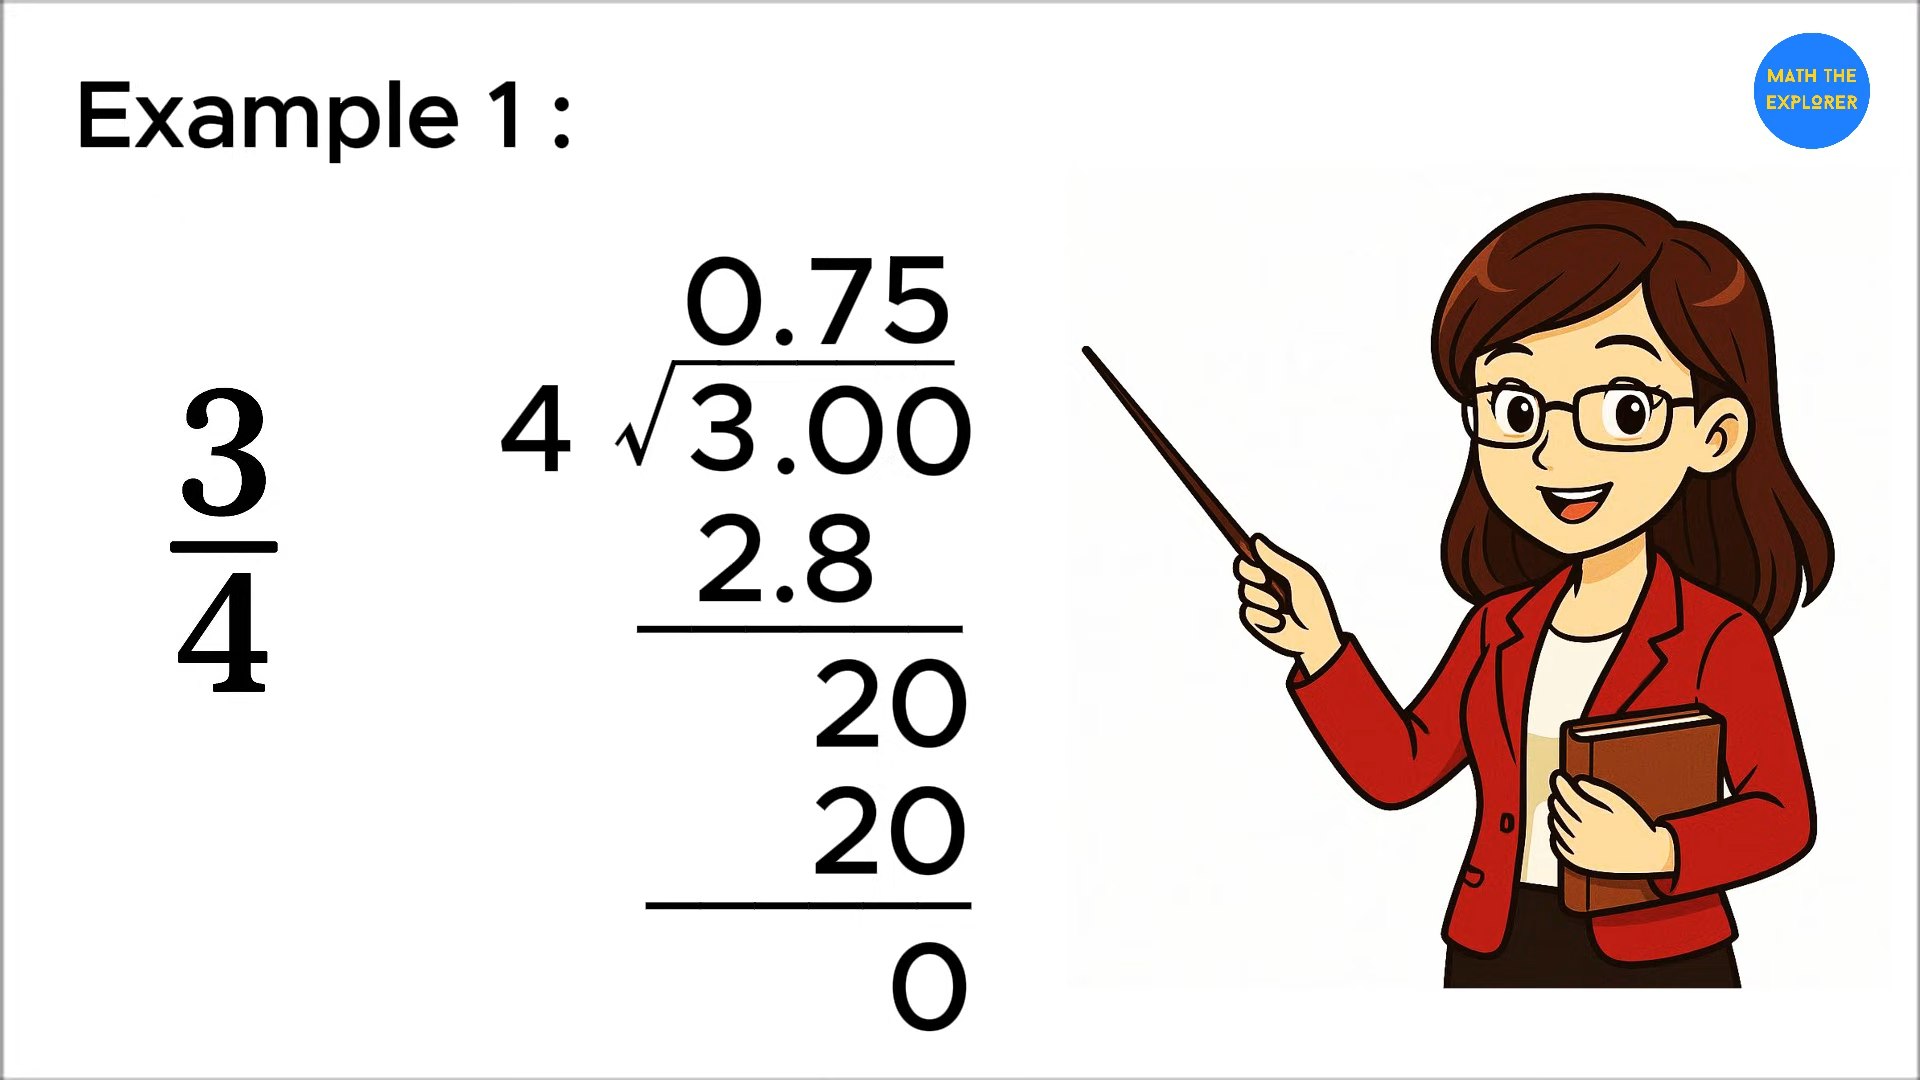 Example 1 :
MATH THE
EXPLORER
3
4
0.75
4 √3.00
2.8
20
20
0